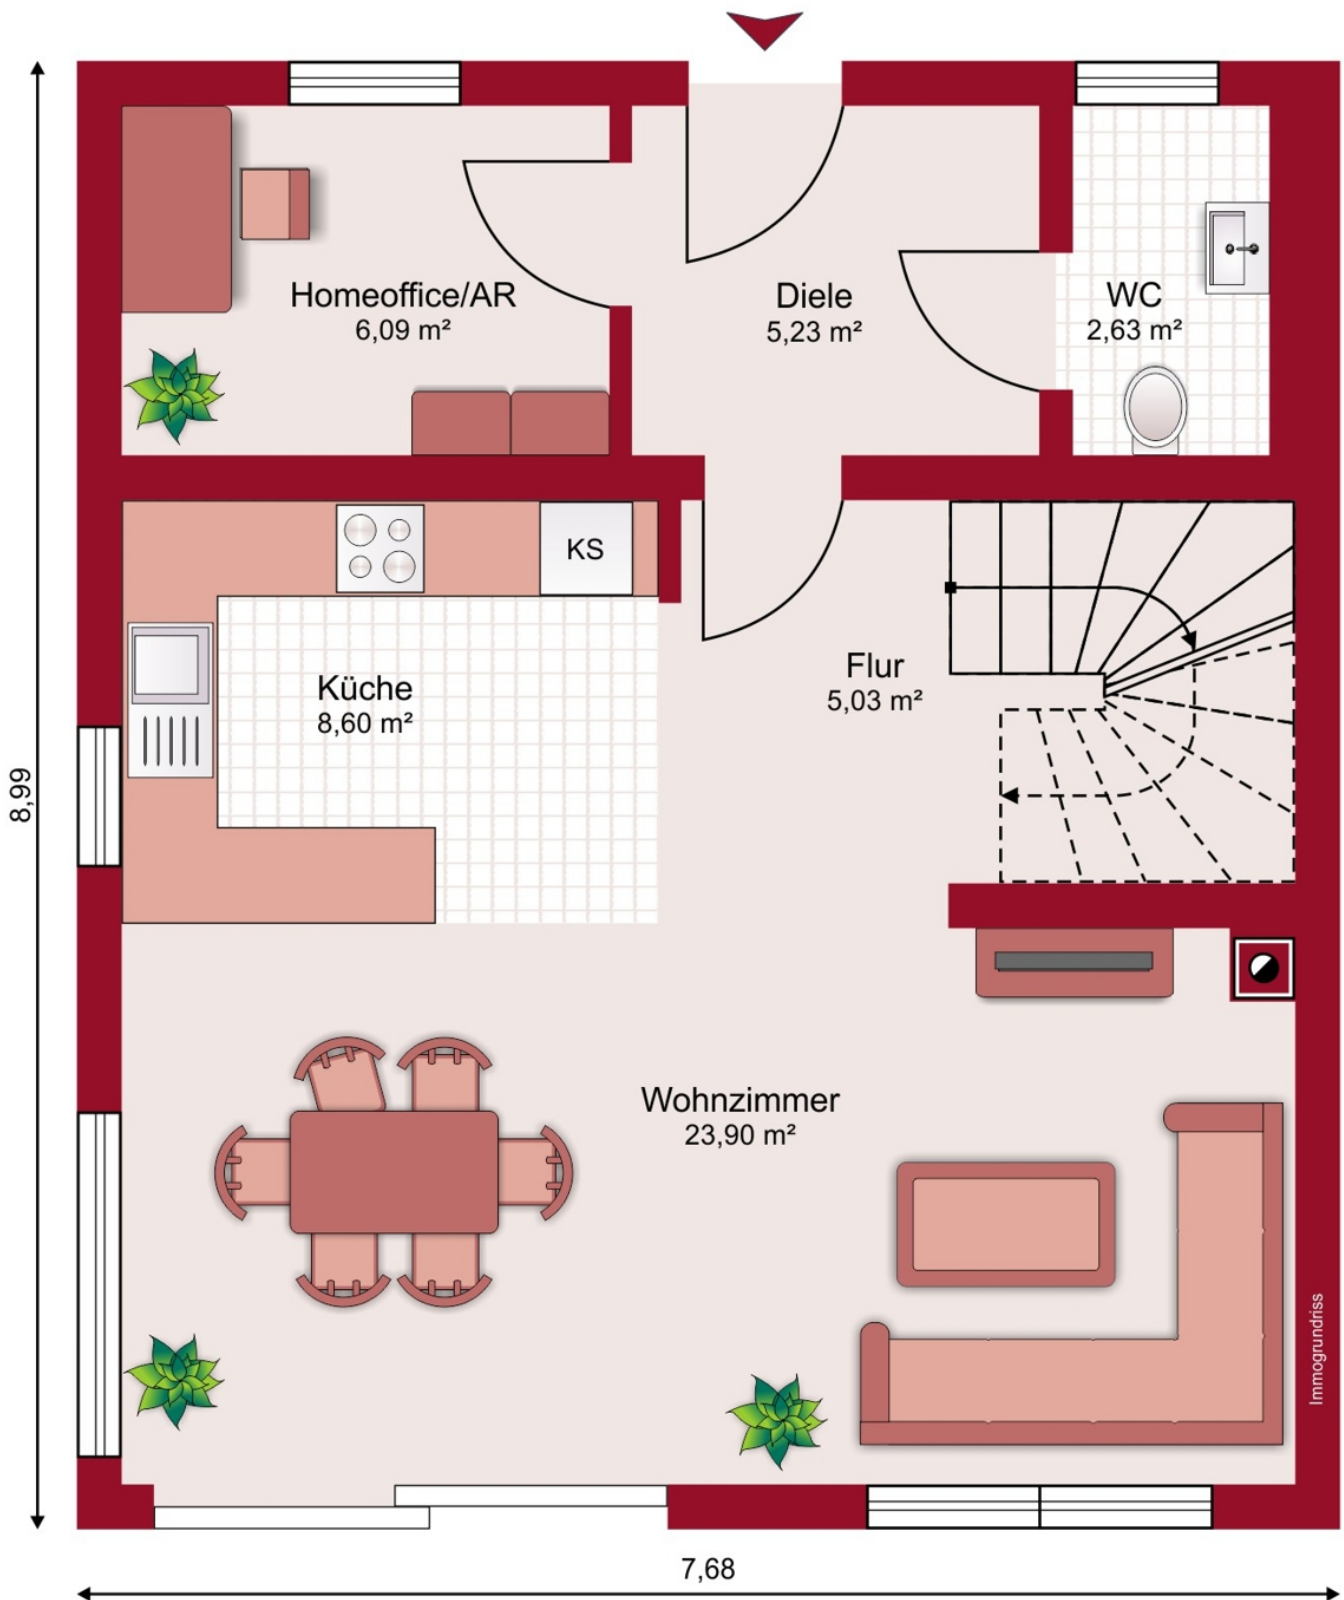 Homeoffice/AR
6,09 m²
Diele
5,23 m²
WC
2,63 m²
KS
Küche
8,60 m²
Flur
5,03 m²
8,99
Wohnzimmer
23,90 m²
Immogrundriss
7,68